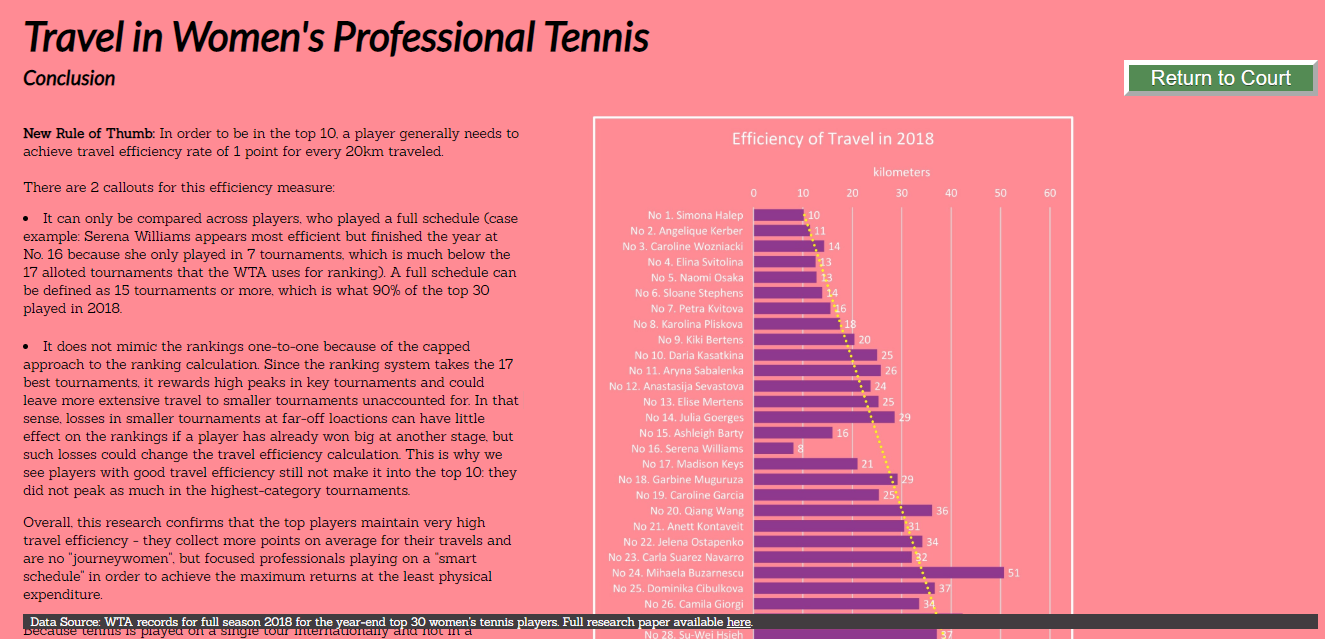 Travel in Women's Professional Tennis
Conclusion
Return to Court
New Rule of Thumb: In order to be in the top 10, a player generally needs to
achieve travel efficiency rate of 1 point for every 20km traveled.
There are 2 callouts for this efficiency measure:
• It can only be compared across players, who played a full schedule (case
example: Serena Williams appears most efficient but finished the year at
No. 16 because she only played in 7 tournaments, which is much below the
17 alloted tournaments that the WTA uses for ranking). A full schedule can
be defined as 15 tournaments or more, which is what 90% of the top 30
played in 2018.
• It does not mimic the rankings one-to-one because of the capped
approach to the ranking calculation. Since the ranking system takes the 17
best tournaments, it rewards high peaks in key tournaments and could
leave more extensive travel to smaller tournaments unaccounted for. In that
sense, losses in smaller tournaments at far-off loactions can have little
effect on the rankings if a player has already won big at another stage, but
such losses could change the travel efficiency calculation. This is why we
see players with good travel efficiency still not make it into the top 10: they
did not peak as much in the highest-category tournaments.
Overall, this research confirms that the top players maintain very high
travel efficiency - they collect more points on average for their travels and
are no "journeywomen", but focused professionals playing on a "smart
schedule" in order to achieve the maximum returns at the least physical
expenditure.
Because tennis is played on a single tour internationally and not in a
Efficiency of Travel in 2018
kilometers
0 10 20 30 40 50 60
No 1. Simona Halep 10
No 2. Angelique Kerber 11
No 3. Caroline Wozniacki 14
No 4. Elina Svitolina 13
No 5. Naomi Osaka 13
No 6. Sloane Stephens 14
No 7. Petra Kvitova 16
No 8. Karolina Pliskova 18
No 9. Kiki Bertens 20
No 10. Daria Kasatkina 25
No 11. Aryna Sabalenka 26
No 12. Anastasija Sevastova 24
No 13. Elise Mertens 25
No 14. Julia Goerges 29
No 15. Ashleigh Barty 16
No 16. Serena Williams 8
No 17. Madison Keys 21
No 18. Garbine Muguruza 29
No 19. Caroline Garcia 25
No 20. Qiang Wang 36
No 21. Anett Kontaveit 31
No 22. Jelena Ostapenko 34
No 23. Carla Suarez Navarro 32
No 24. Mihaela Buzarnescu 51
No 25. Dominika Cibulkova 37
No 26. Camila Giorgi 34
No 28. Su-Wei Hsieh 37
Data Source: WTA records for full season 2018 for the year-end top 30 women's tennis players. Full research paper available here.